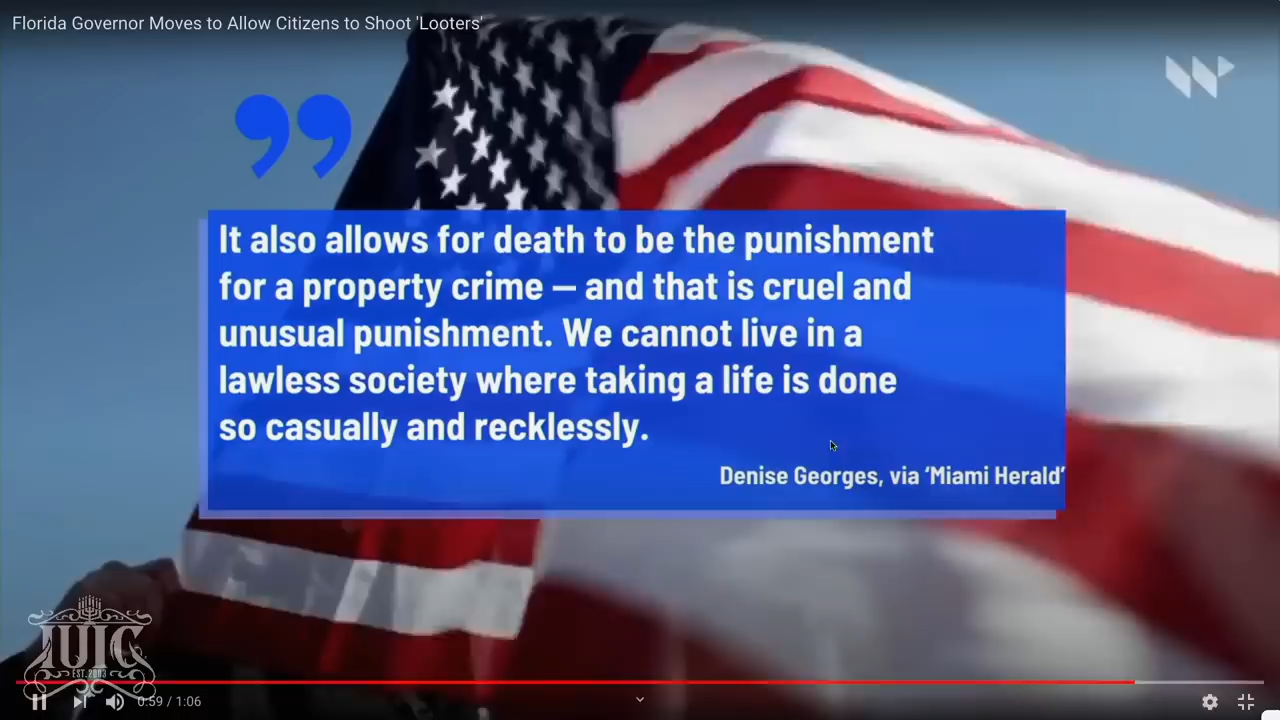 Florida Governor Moves to Allow Citizens to Shoot 'Looters'
It also allows for death to be the punishment
for a property crime — and that is cruel and
unusual punishment. We cannot live in a
lawless society where taking a life is done
so casually and recklessly.
Denise Georges, via ‘Miami Herald’
IUIC
EST.2003
0:59 / 1:06